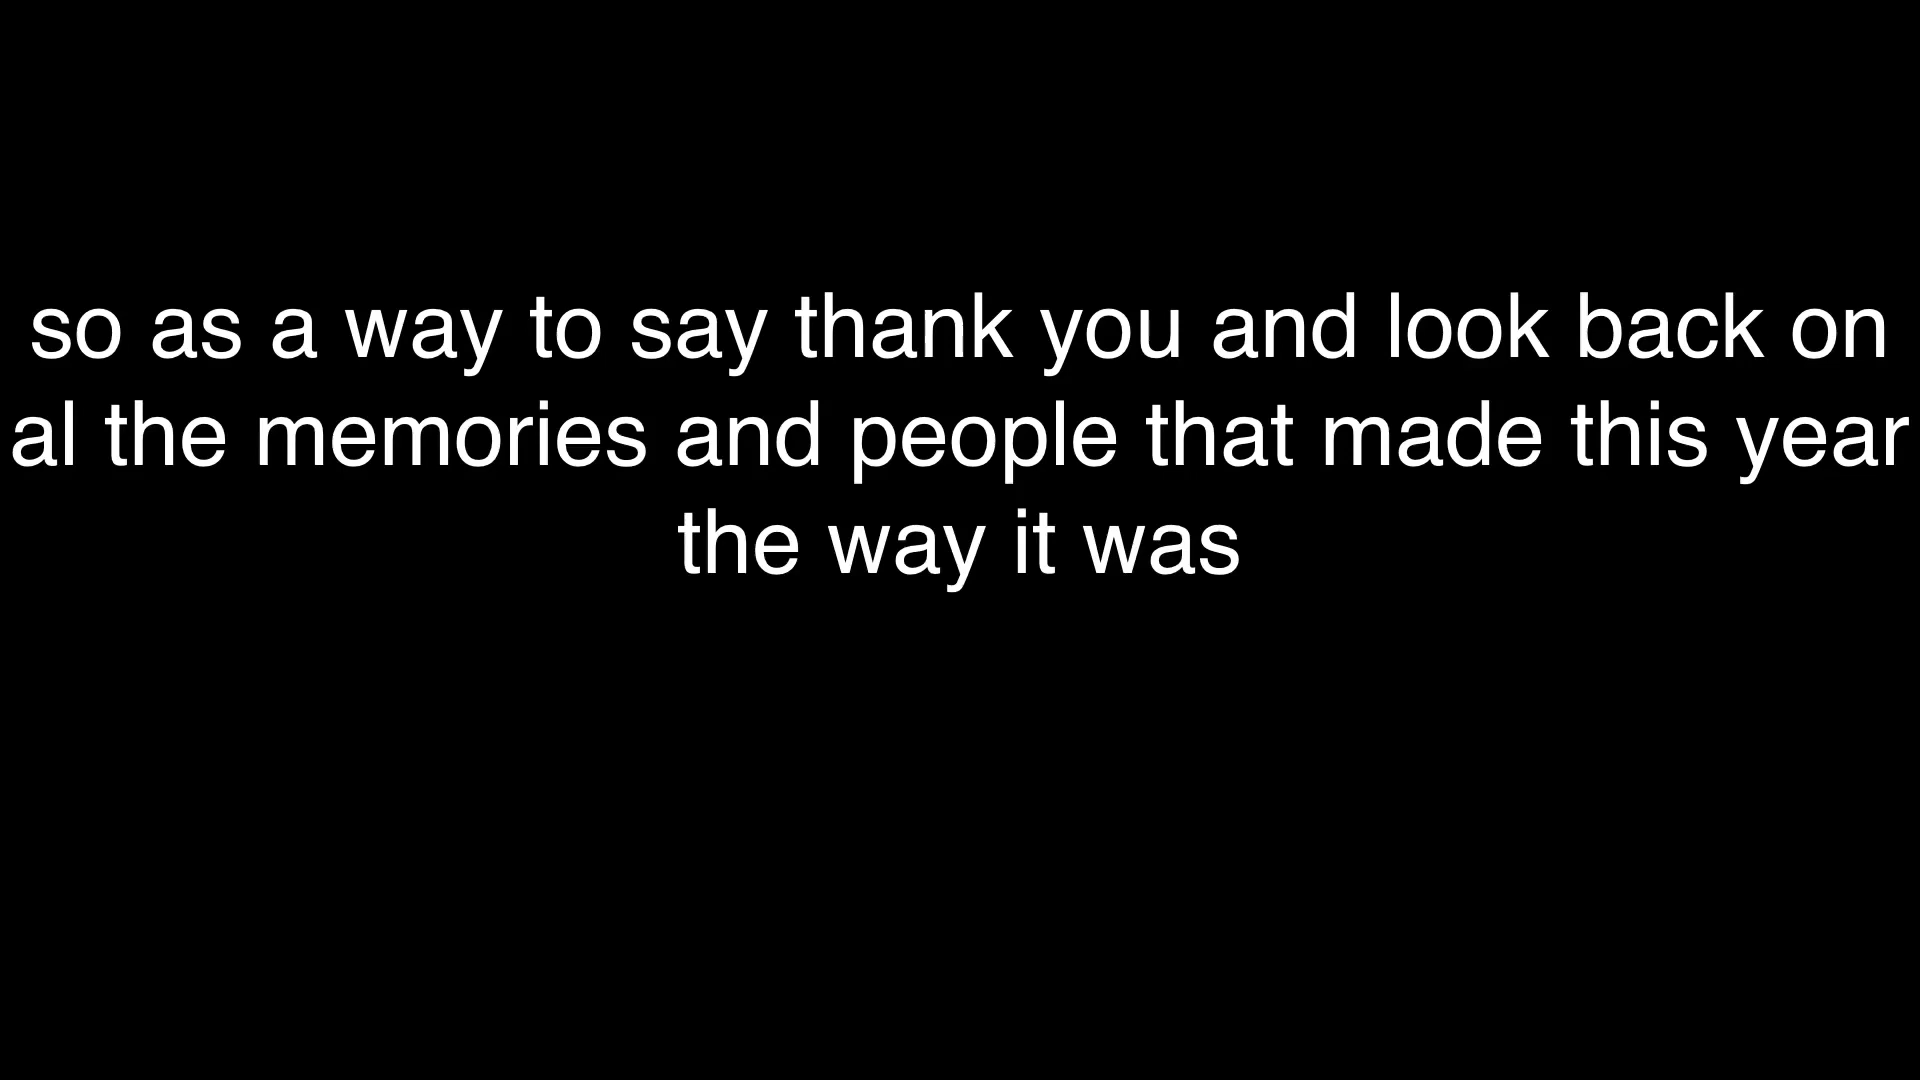 so as a way to say thank you and look back on
al the memories and people that made this year
the way it was